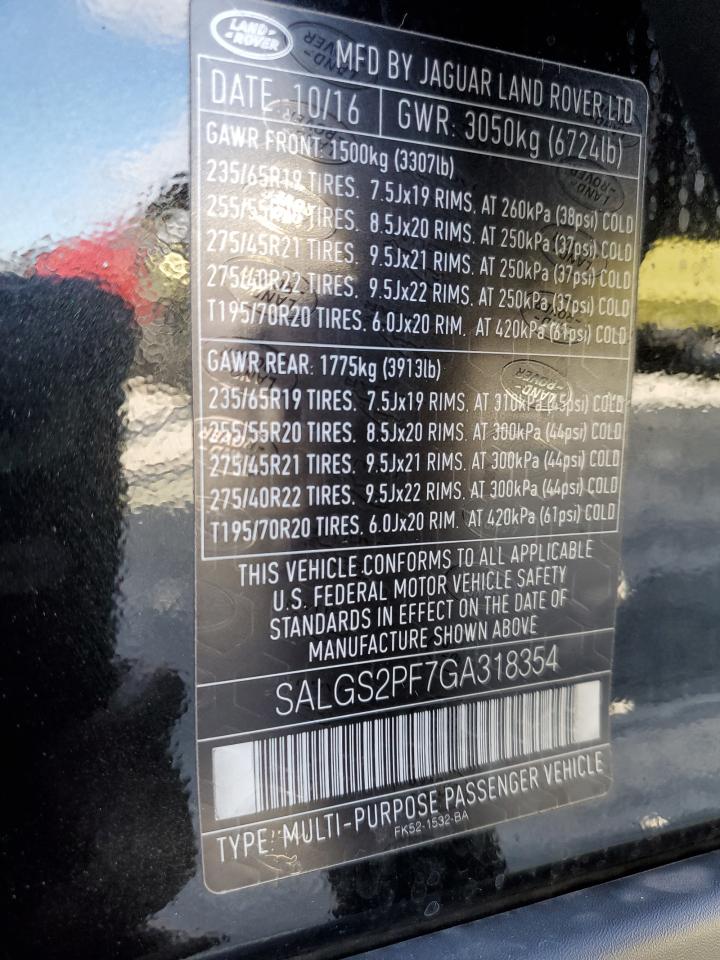 LAND ROVER
MFD BY JAGUAR LAND ROVER LTD
DATE 10/16
GWR: 3050kg (6724lb)
GAWR FRONT: 1500kg (3307lb)
235/65R19 TIRES. 7.5Jx19 RIMS. AT 260kPa (38psi) COLD
255/55R20 TIRES. 8.5Jx20 RIMS. AT 250kPa (37psi) COLD
275/45R21 TIRES. 9.5Jx21 RIMS. AT 250kPa (37psi) COLD
275/40R22 TIRES. 9.5Jx22 RIMS. AT 250kPa (37psi) COLD
T195/70R20 TIRES. 6.0Jx20 RIM. AT 420kPa (61psi) COLD
GAWR REAR: 1775kg (3913lb)
235/65R19 TIRES. 7.5Jx19 RIMS. AT 310kPa (45psi) COLD
255/55R20 TIRES. 8.5Jx20 RIMS. AT 300kPa (44psi) COLD
275/45R21 TIRES. 9.5Jx21 RIMS. AT 300kPa (44psi) COLD
275/40R22 TIRES. 9.5Jx22 RIMS. AT 300kPa (44psi) COLD
T195/70R20 TIRES. 6.0Jx20 RIM. AT 420kPa (61psi) COLD
THIS VEHICLE CONFORMS TO ALL APPLICABLE
U.S. FEDERAL MOTOR VEHICLE SAFETY
STANDARDS IN EFFECT ON THE DATE OF
MANUFACTURE SHOWN ABOVE
SALGS2PF7GA318354
TYPE: MULTI-PURPOSE PASSENGER VEHICLE
FK52-1532-BA